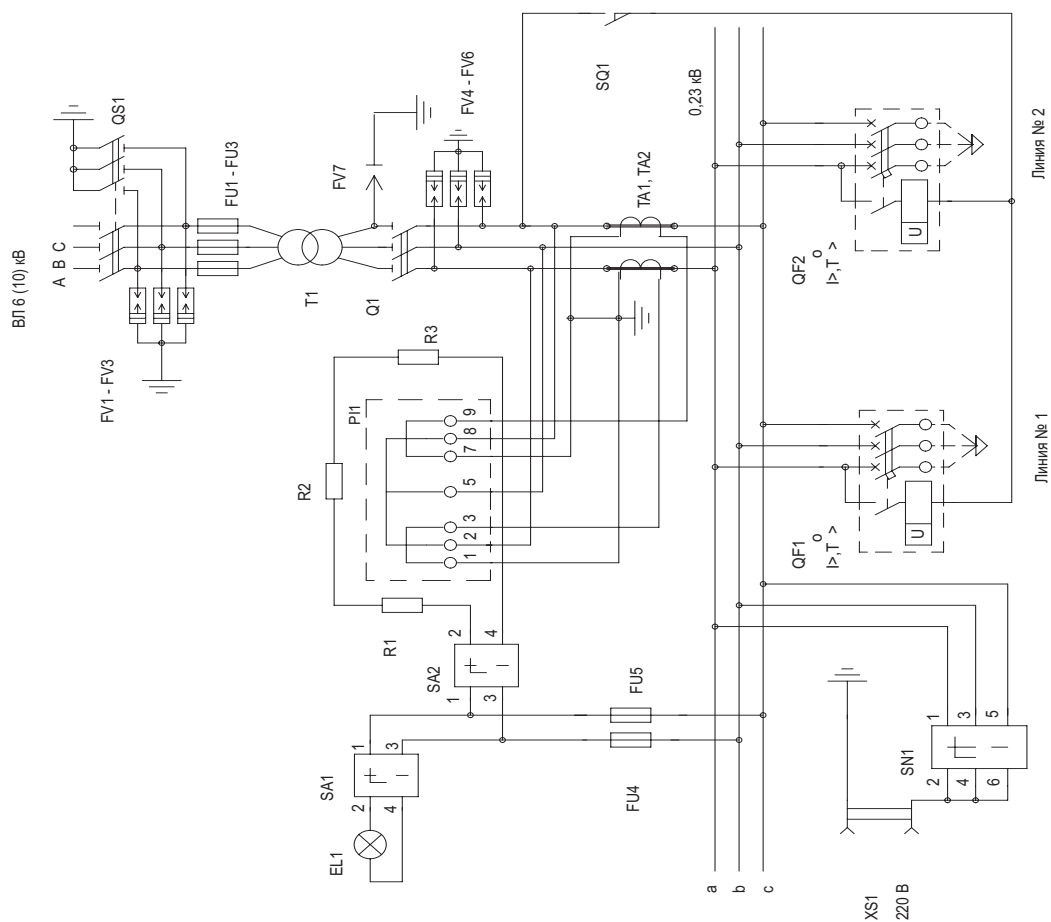 ВЛ 6 (10) кВ
A B C
QS1
FV1 - FV3
FU1 - FU3
T1
FV7
Q1
FV4 - FV6
TA1, TA2
SQ1
0,23 кВ
R3
R2
R1
PI1
1 2 3 5 7 8 9
SA2
1 2
3 4
SA1
2 1
4 3
EL1
FU5
FU4
a
b
c
QF2
I>,T° >
U
Линия № 2
QF1
I>,T° >
U
Линия № 1
SN1
2 1
4 3
6 5
XS1
220 В